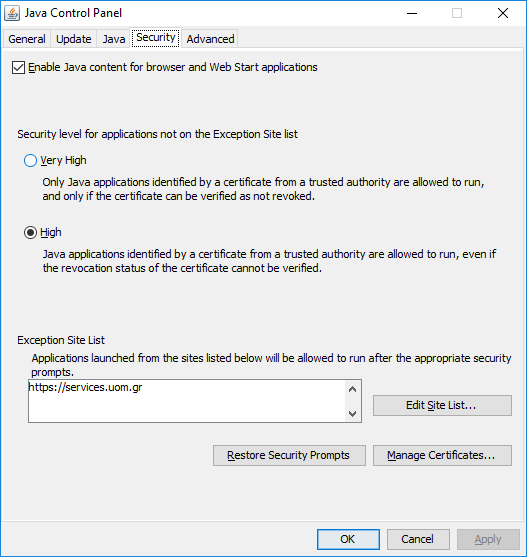 Java Control Panel
General Update Java Security Advanced
Enable Java content for browser and Web Start applications
Security level for applications not on the Exception Site list
Very High
Only Java applications identified by a certificate from a trusted authority are allowed to run,
and only if the certificate can be verified as not revoked.
High
Java applications identified by a certificate from a trusted authority are allowed to run, even if
the revocation status of the certificate cannot be verified.
Exception Site List
Applications launched from the sites listed below will be allowed to run after the appropriate security
prompts.
https://services.uom.gr
Edit Site List...
Restore Security Prompts Manage Certificates...
OK Cancel Apply